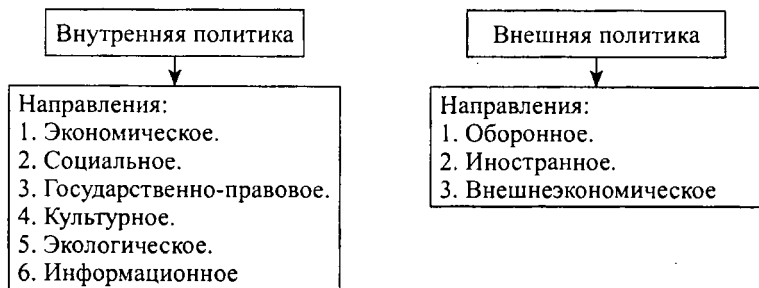 Внутренняя политика
Направления:
1. Экономическое.
2. Социальное.
3. Государственно-правовое.
4. Культурное.
5. Экологическое.
6. Информационное
Внешняя политика
Направления:
1. Оборонное.
2. Иностранное.
3. Внешнеэкономическое